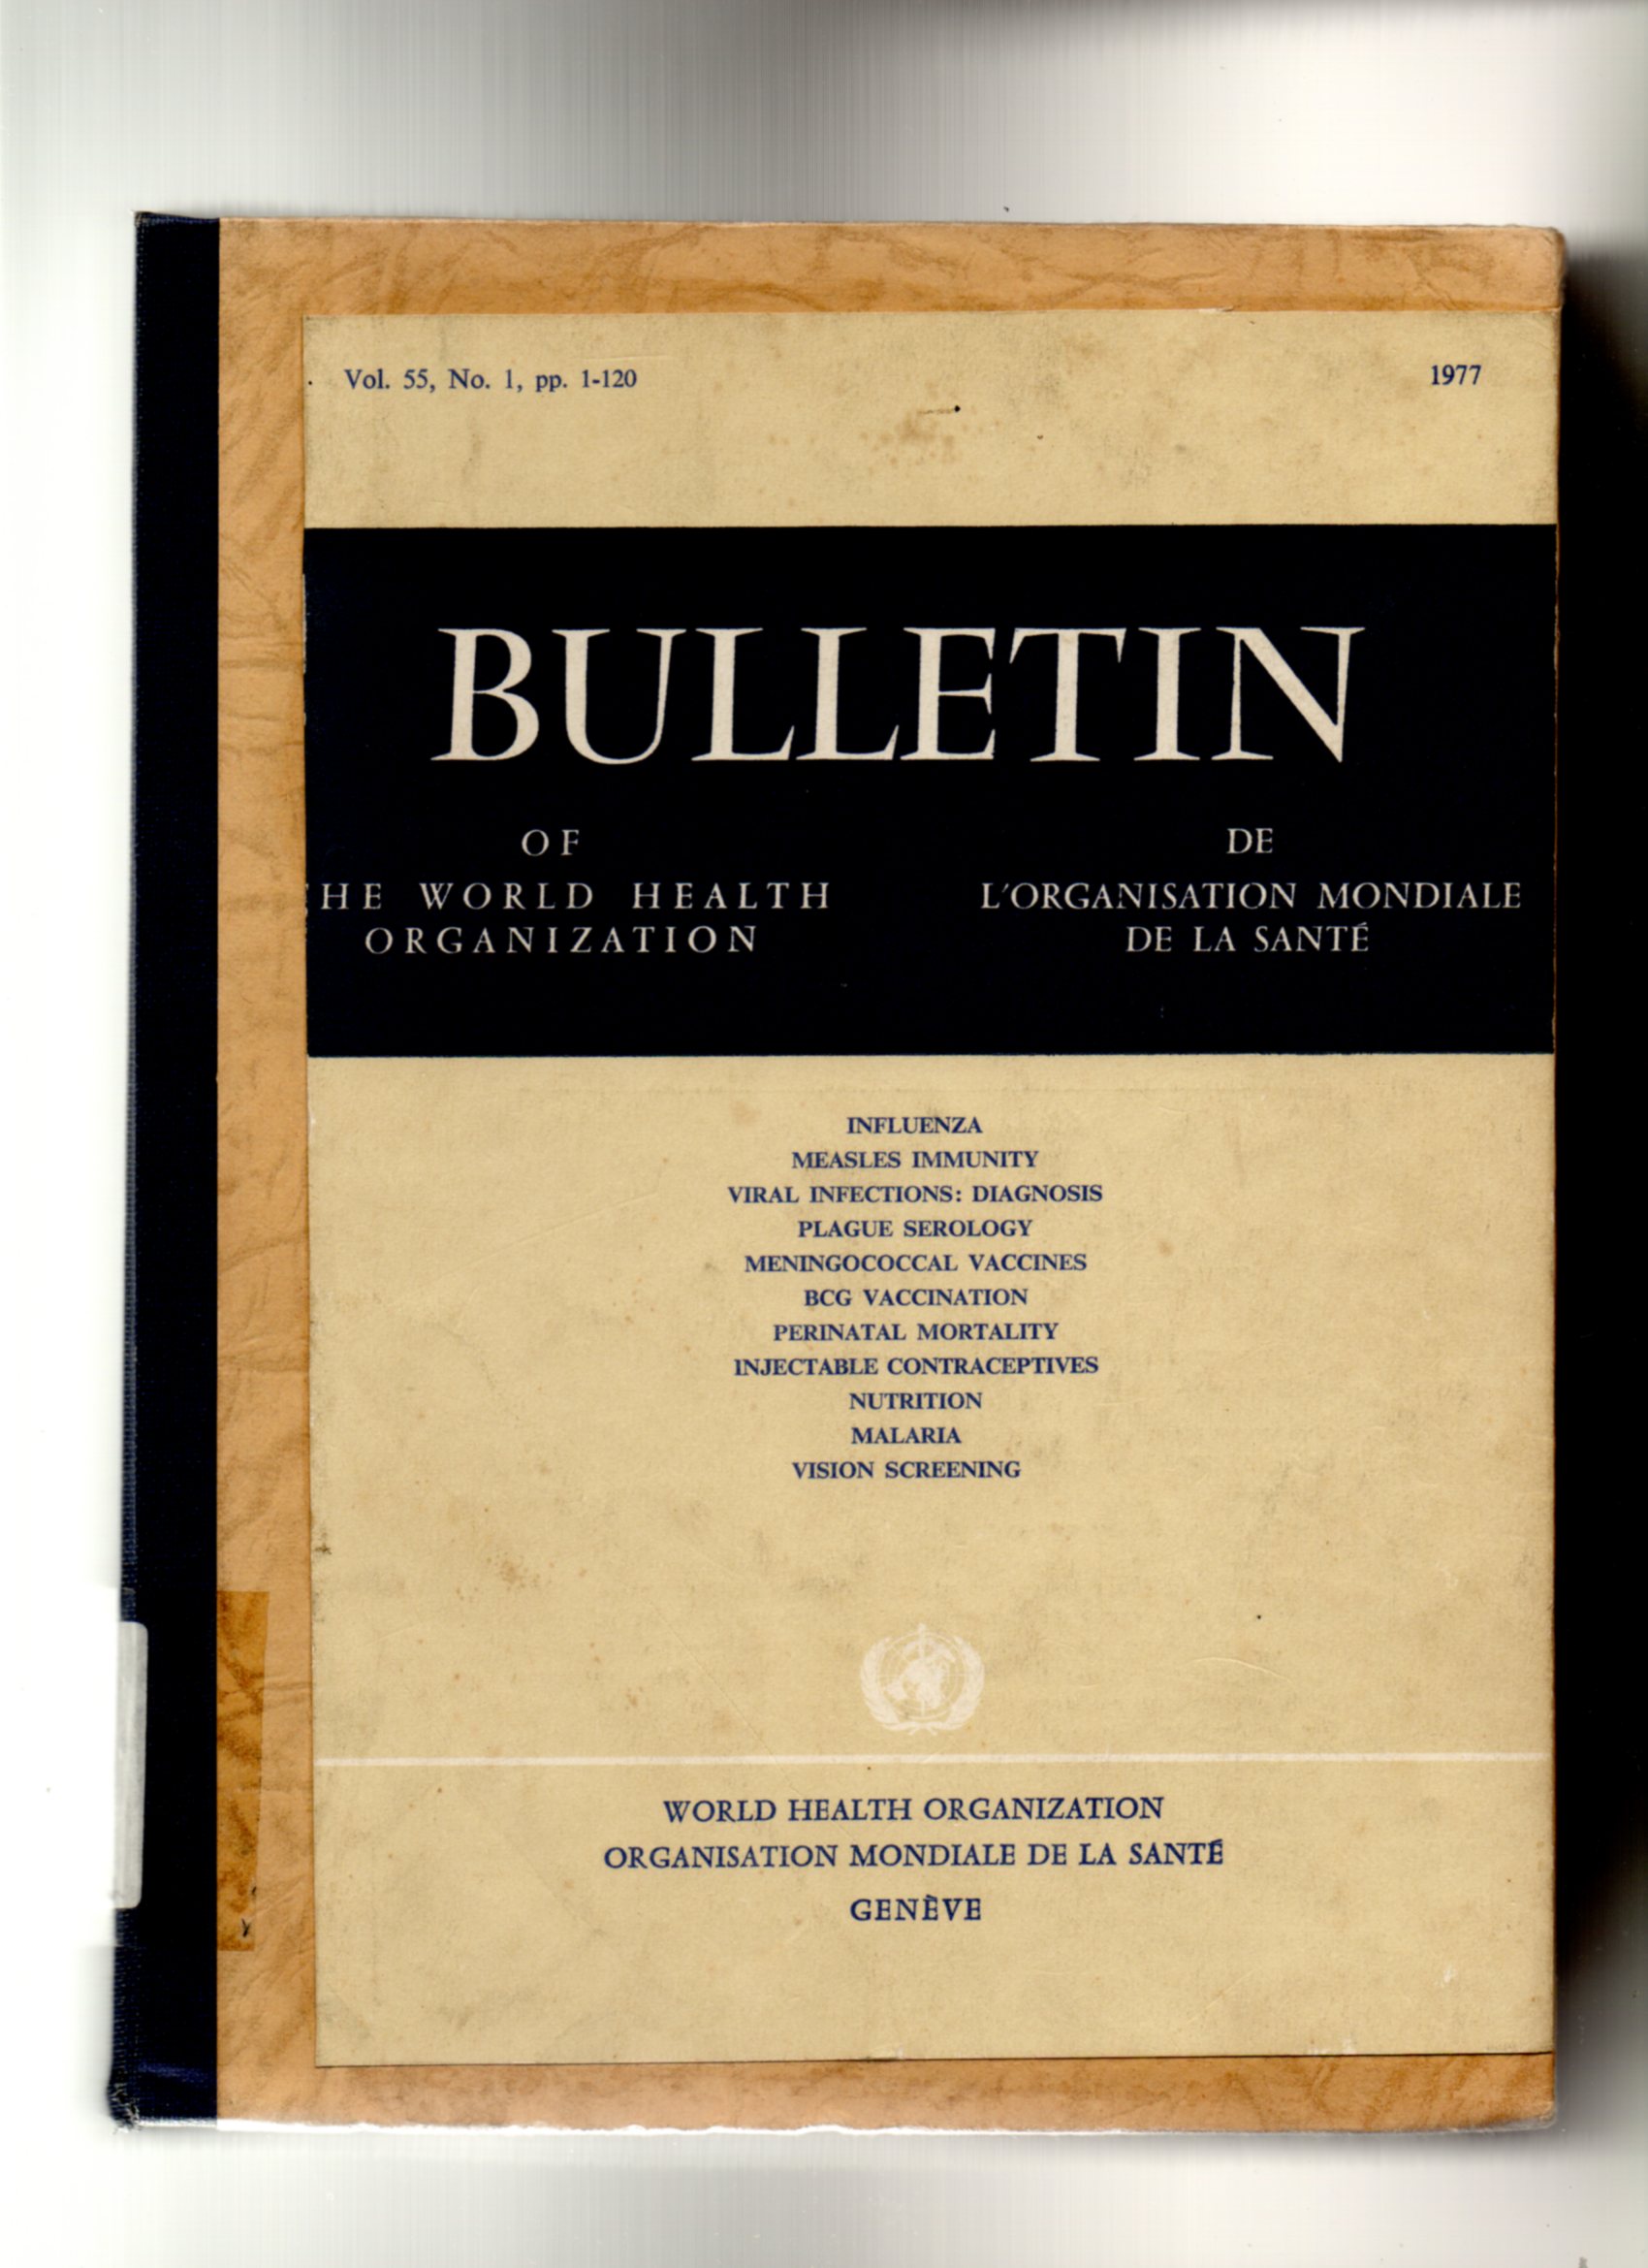 Vol. 55, No. 1, pp. 1-120
1977
BULLETIN
OF
HE WORLD HEALTH
ORGANIZATION
DE
L'ORGANISATION MONDIALE
DE LA SANTÉ
INFLUENZA
MEASLES IMMUNITY
VIRAL INFECTIONS: DIAGNOSIS
PLAGUE SEROLOGY
MENINGOCOCCAL VACCINES
BCG VACCINATION
PERINATAL MORTALITY
INJECTABLE CONTRACEPTIVES
NUTRITION
MALARIA
VISION SCREENING
WORLD HEALTH ORGANIZATION
ORGANISATION MONDIALE DE LA SANTÉ
GENÈVE